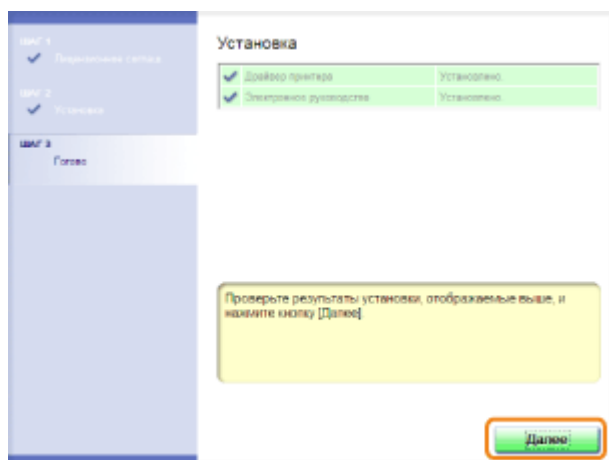 ШАГ 1
Лицензионное
ШАГ 2
Установка
ШАГ 3
Готово
Установка
Драйвер принтера Установлено
Электронное руководство Установлено
Проверьте результаты установки, отображаемые выше, и
нажмите кнопку [Далее].
Далее